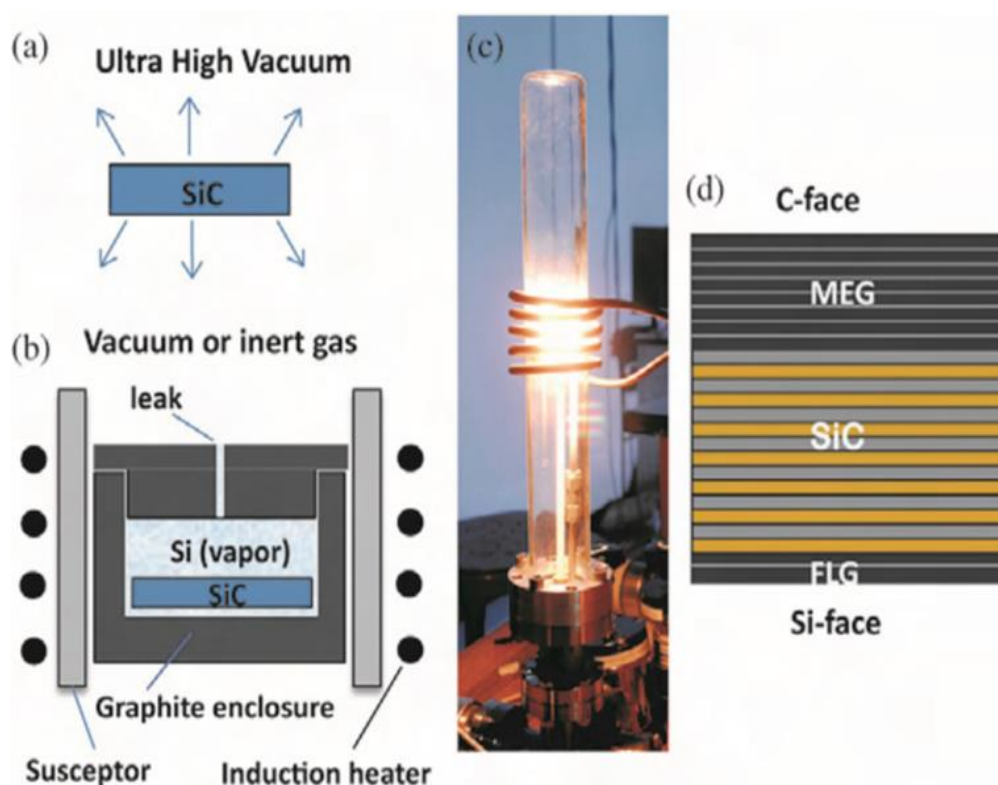 (a)
Ultra High Vacuum
SiC
(b)
Vacuum or inert gas
leak
Si (vapor)
SiC
Graphite enclosure
Susceptor
Induction heater
(c)
(d)
C-face
MEG
SiC
FLG
Si-face